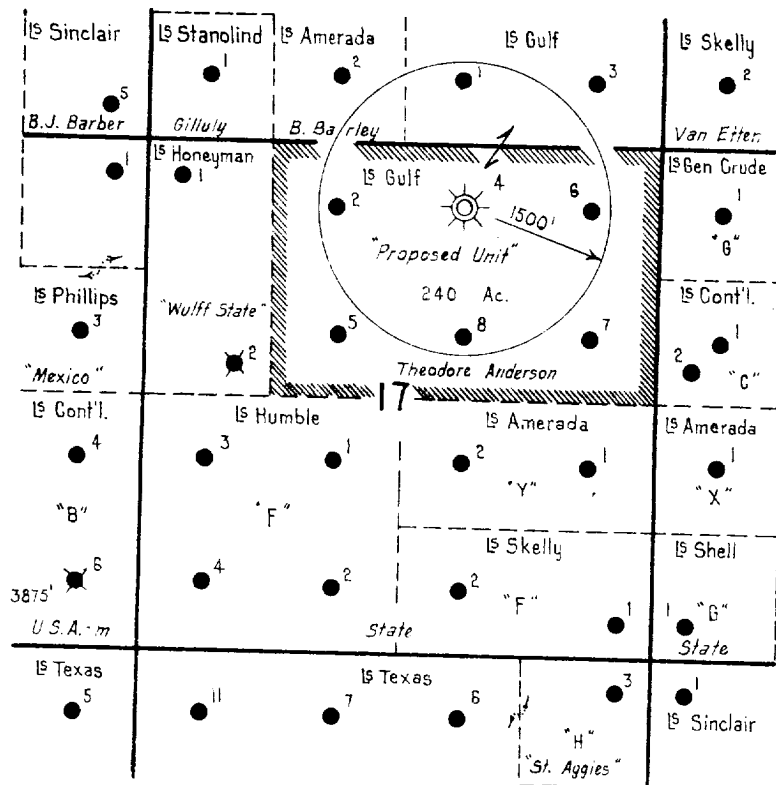 Ls Sinclair
5
B.J. Barber
Ls Stanolind
1
Gilluly
Ls Amerada
2
B. Barley
Ls Gulf
1
3
Ls Skelly
2
Van Etten
1
Ls Honeyman
1
Ls Gulf
2
4
6
1500'
"Proposed Unit"
240 Ac.
5
8
7
Theodore Anderson
Ls Gen Crude
1
"G"
Ls Phillips
3
"Mexico"
"Wulff State"
2
Ls Cont'l.
1
2
"C"
17
Ls Cont'l.
4
"B"
6
3875'
U.S.A.-m
Ls Humble
3
1
"F"
4
2
State
Ls Amerada
2
1
"Y"
Ls Amerada
1
"X"
Ls Skelly
2
"F"
1
Ls Shell
1
"G"
State
Ls Texas
5
11
Ls Texas
7
6
3
"H"
"St. Aggies"
1
Ls Sinclair